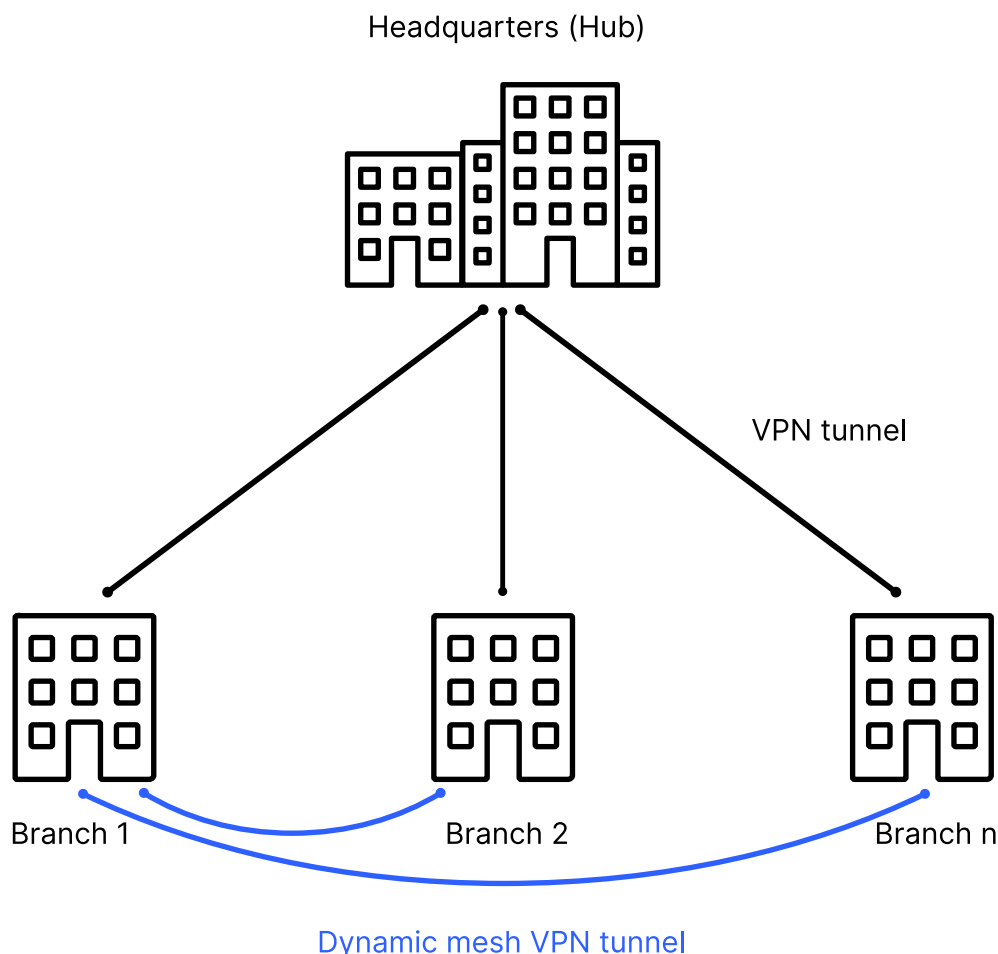 Headquarters (Hub)
VPN tunnel
Branch 1
Branch 2
Branch n
Dynamic mesh VPN tunnel